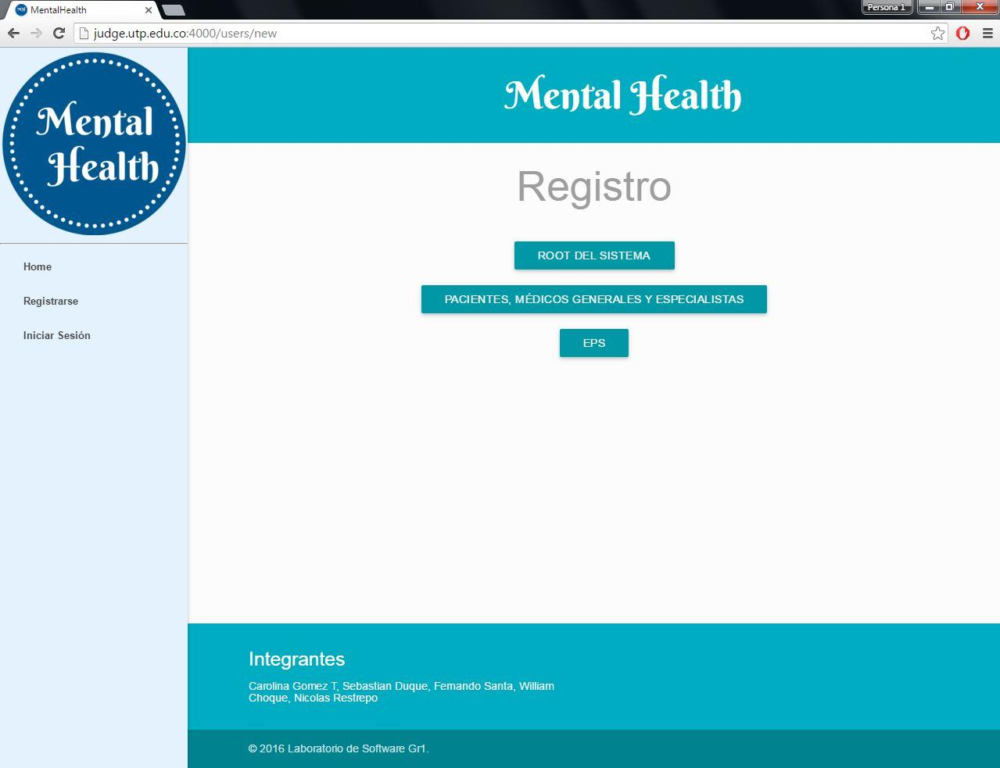 MentalHealth
Persona 1
judge.utp.edu.co:4000/users/new
Mental
Health
Home
Registrarse
Iniciar Sesión
Mental Health
Registro
ROOT DEL SISTEMA
PACIENTES, MÉDICOS GENERALES Y ESPECIALISTAS
EPS
Integrantes
Carolina Gomez T, Sebastian Duque, Fernando Santa, William
Choque, Nicolas Restrepo
© 2016 Laboratorio de Software Gr1.